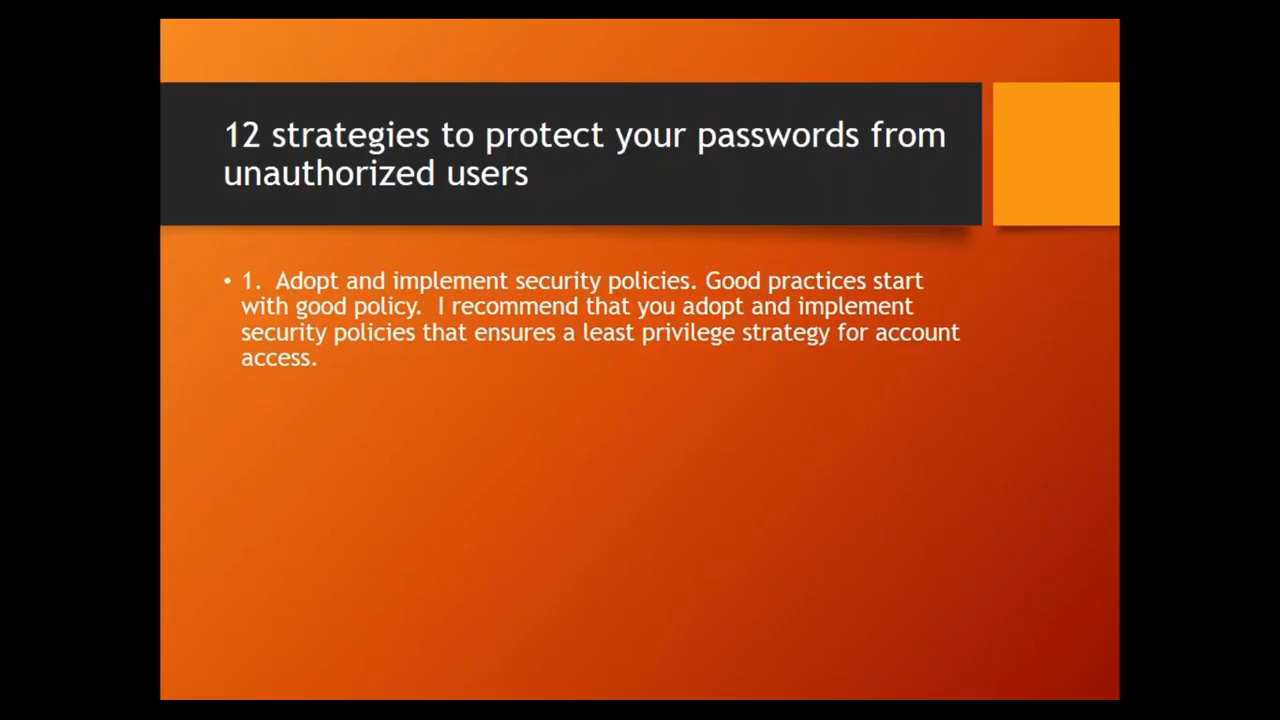 12 strategies to protect your passwords from
unauthorized users
• 1.  Adopt and implement security policies. Good practices start
with good policy.  I recommend that you adopt and implement
security policies that ensures a least privilege strategy for account
access.